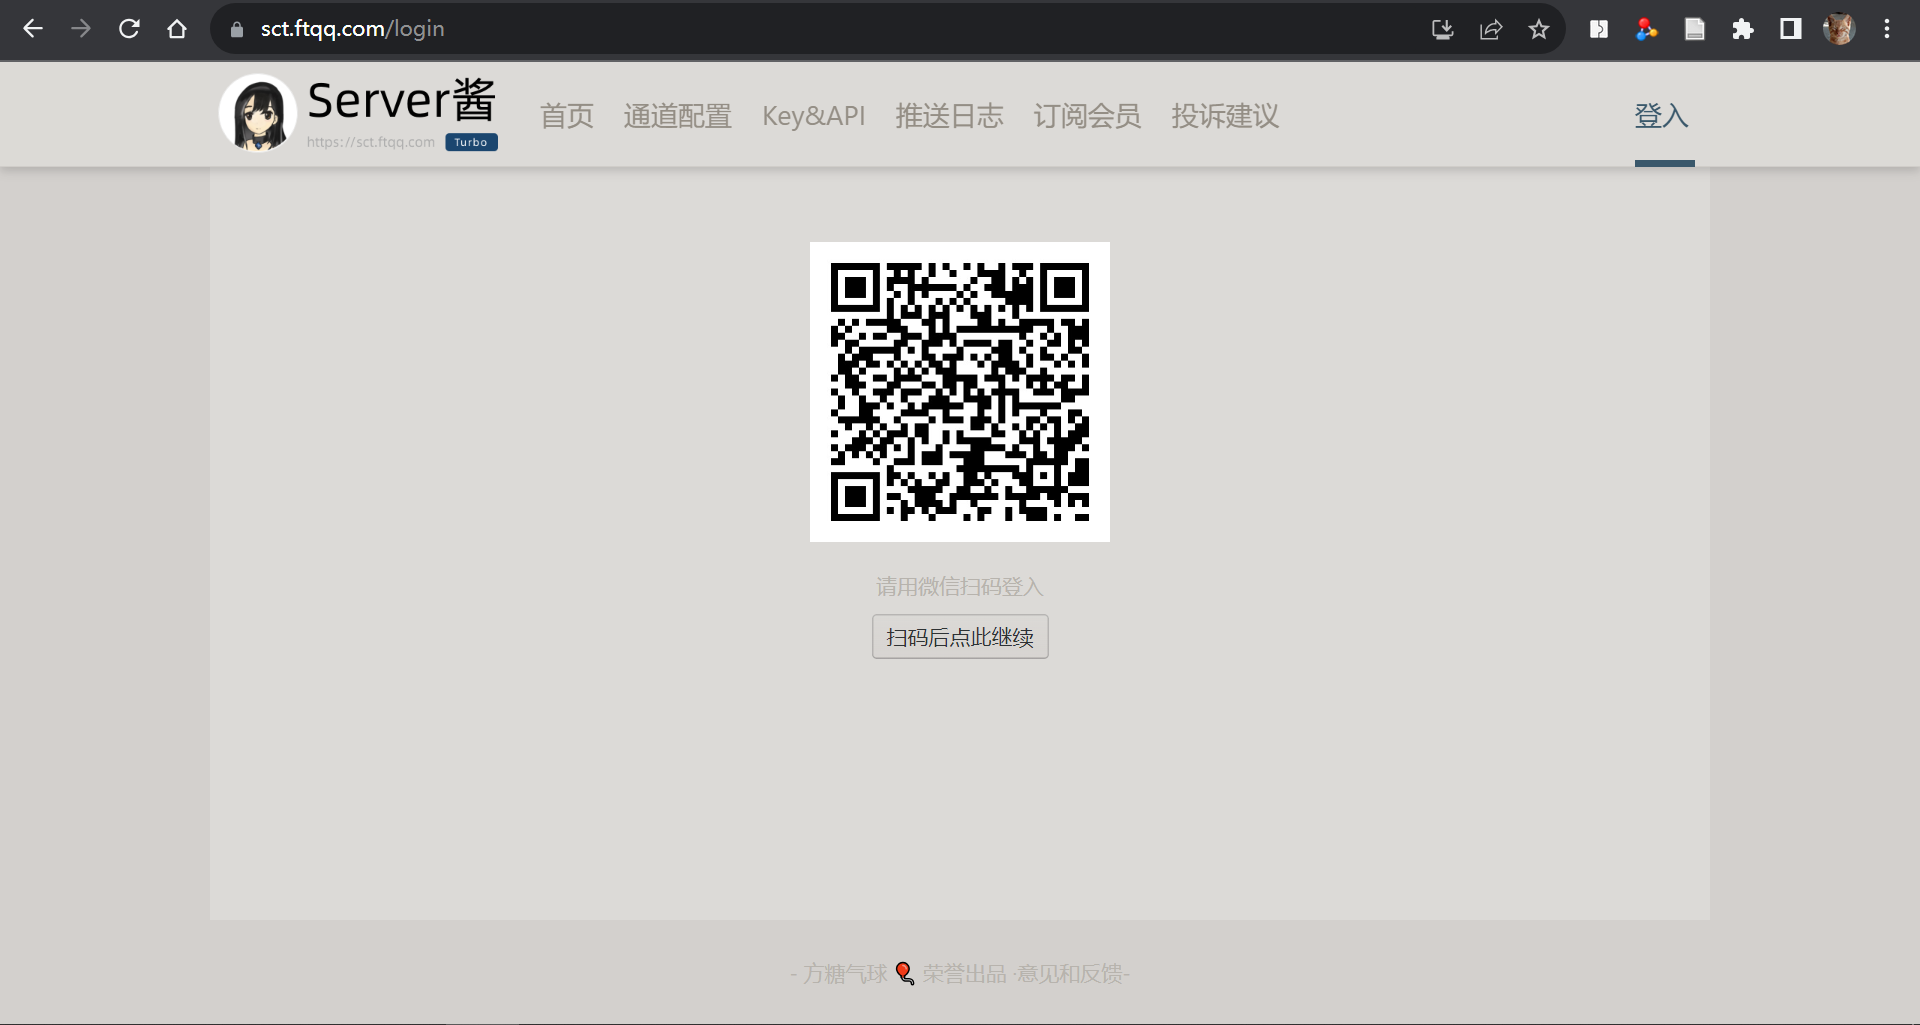 sct.ftqq.com/login
Server酱
https://sct.ftqq.com Turbo
首页 通道配置 Key&API 推送日志 订阅会员 投诉建议 登入
请用微信扫码登入
扫码后点此继续
- 方糖气球 🎈 荣誉出品 ·意见和反馈-